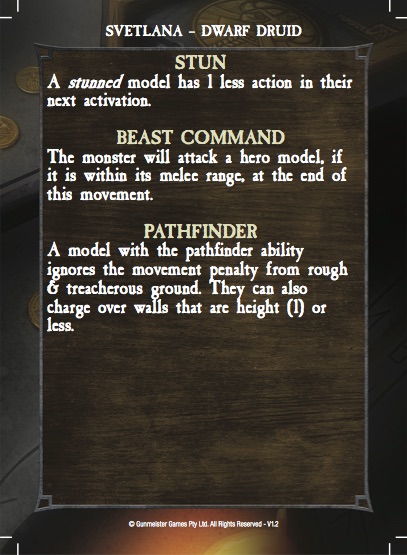 SVETLANA - DWARF DRUID
STUN
A stunned model has 1 less action in their
next activation.
BEAST COMMAND
The monster will attack a hero model, if
it is within its melee range, at the end of
this movement.
PATHFINDER
A model with the pathfinder ability
ignores the movement penalty from rough
& treacherous ground. They can also
charge over walls that are height (1) or
less.
© Gunmeister Games Pty Ltd. All Rights Reserved - V1.2